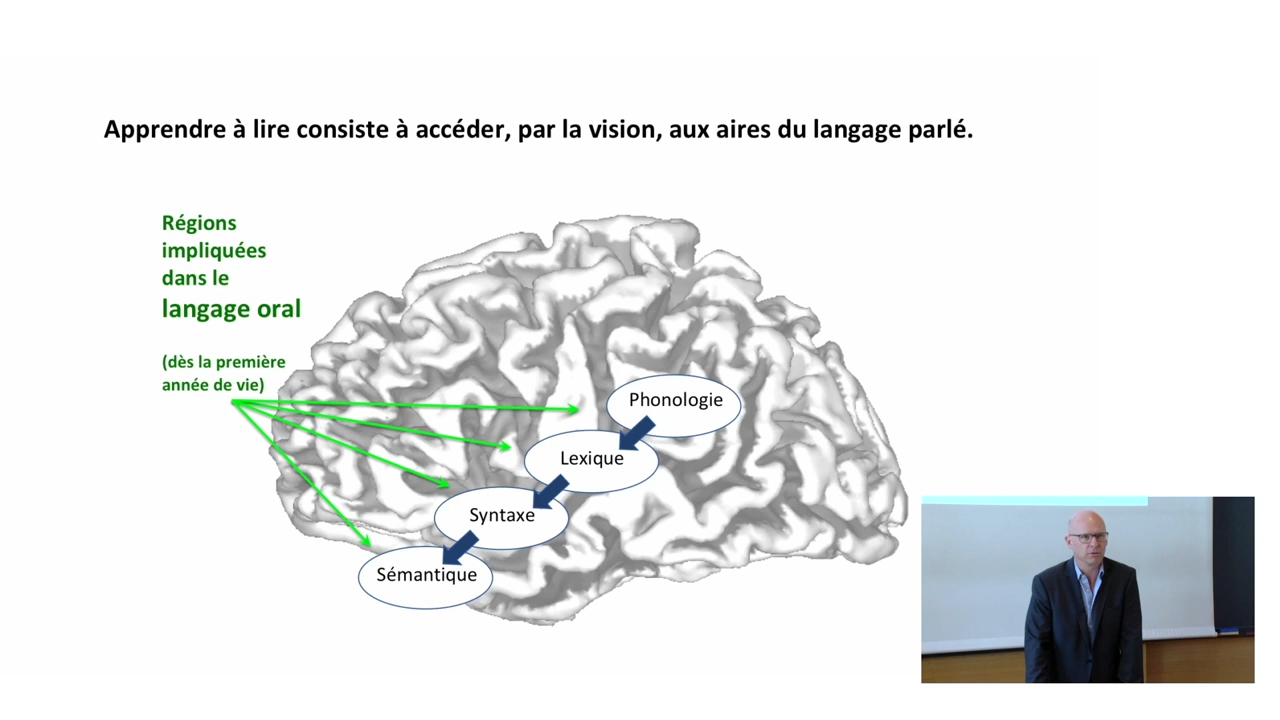 Apprendre à lire consiste à accéder, par la vision, aux aires du langage parlé.
Régions
impliquées
dans le
langage oral
(dès la première
année de vie)
Phonologie
Lexique
Syntaxe
Sémantique